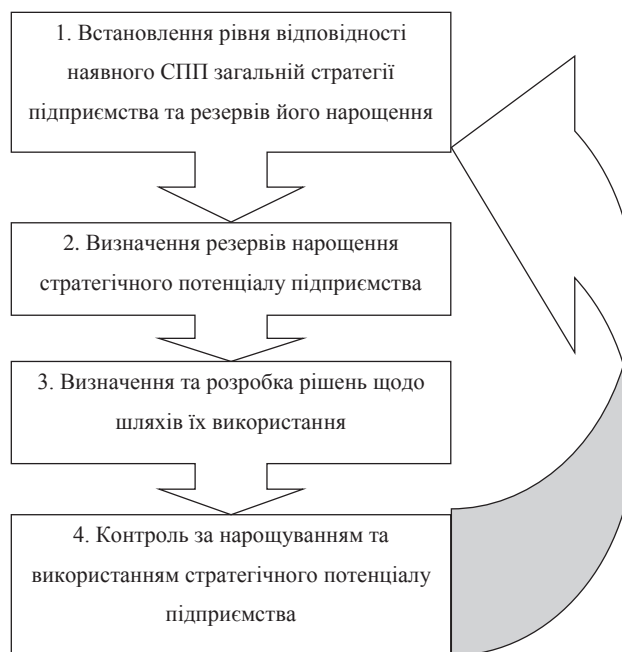 1. Встановлення рівня відповідності
наявного СПП загальній стратегії
підприємства та резервів його нарощення
2. Визначення резервів нарощення
стратегічного потенціалу підприємства
3. Визначення та розробка рішень щодо
шляхів їх використання
4. Контроль за нарощуванням та
використанням стратегічного потенціалу
підприємства